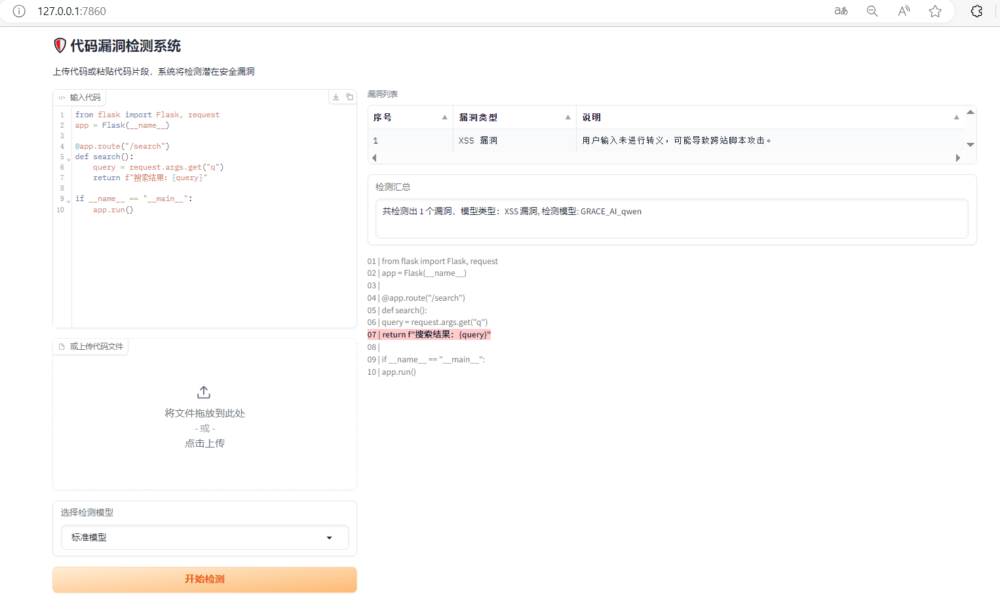 127.0.0.1:7860
代码漏洞检测系统
上传代码或粘贴代码片段，系统将检测潜在安全漏洞
输入代码
1 from flask import Flask, request
2 app = Flask(__name__)
3
4 @app.route("/search")
5 def search():
6 query = request.args.get("q")
7 return f"搜索结果：{query}"
8
9 if __name__ == "__main__":
10 app.run()
或上传代码文件
将文件拖放到此处
- 或 -
点击上传
选择检测模型
标准模型
开始检测
漏洞列表
序号 漏洞类型 说明
1 XSS 漏洞 用户输入未进行转义，可能导致跨站脚本攻击。
检测汇总
共检测出 1 个漏洞，模型类型：XSS 漏洞, 检测模型: GRACE_AI_qwen
01 | from flask import Flask, request
02 | app = Flask(__name__)
03 |
04 | @app.route("/search")
05 | def search():
06 | query = request.args.get("q")
07 | return f"搜索结果：{query}"
08 |
09 | if __name__ == "__main__":
10 | app.run()